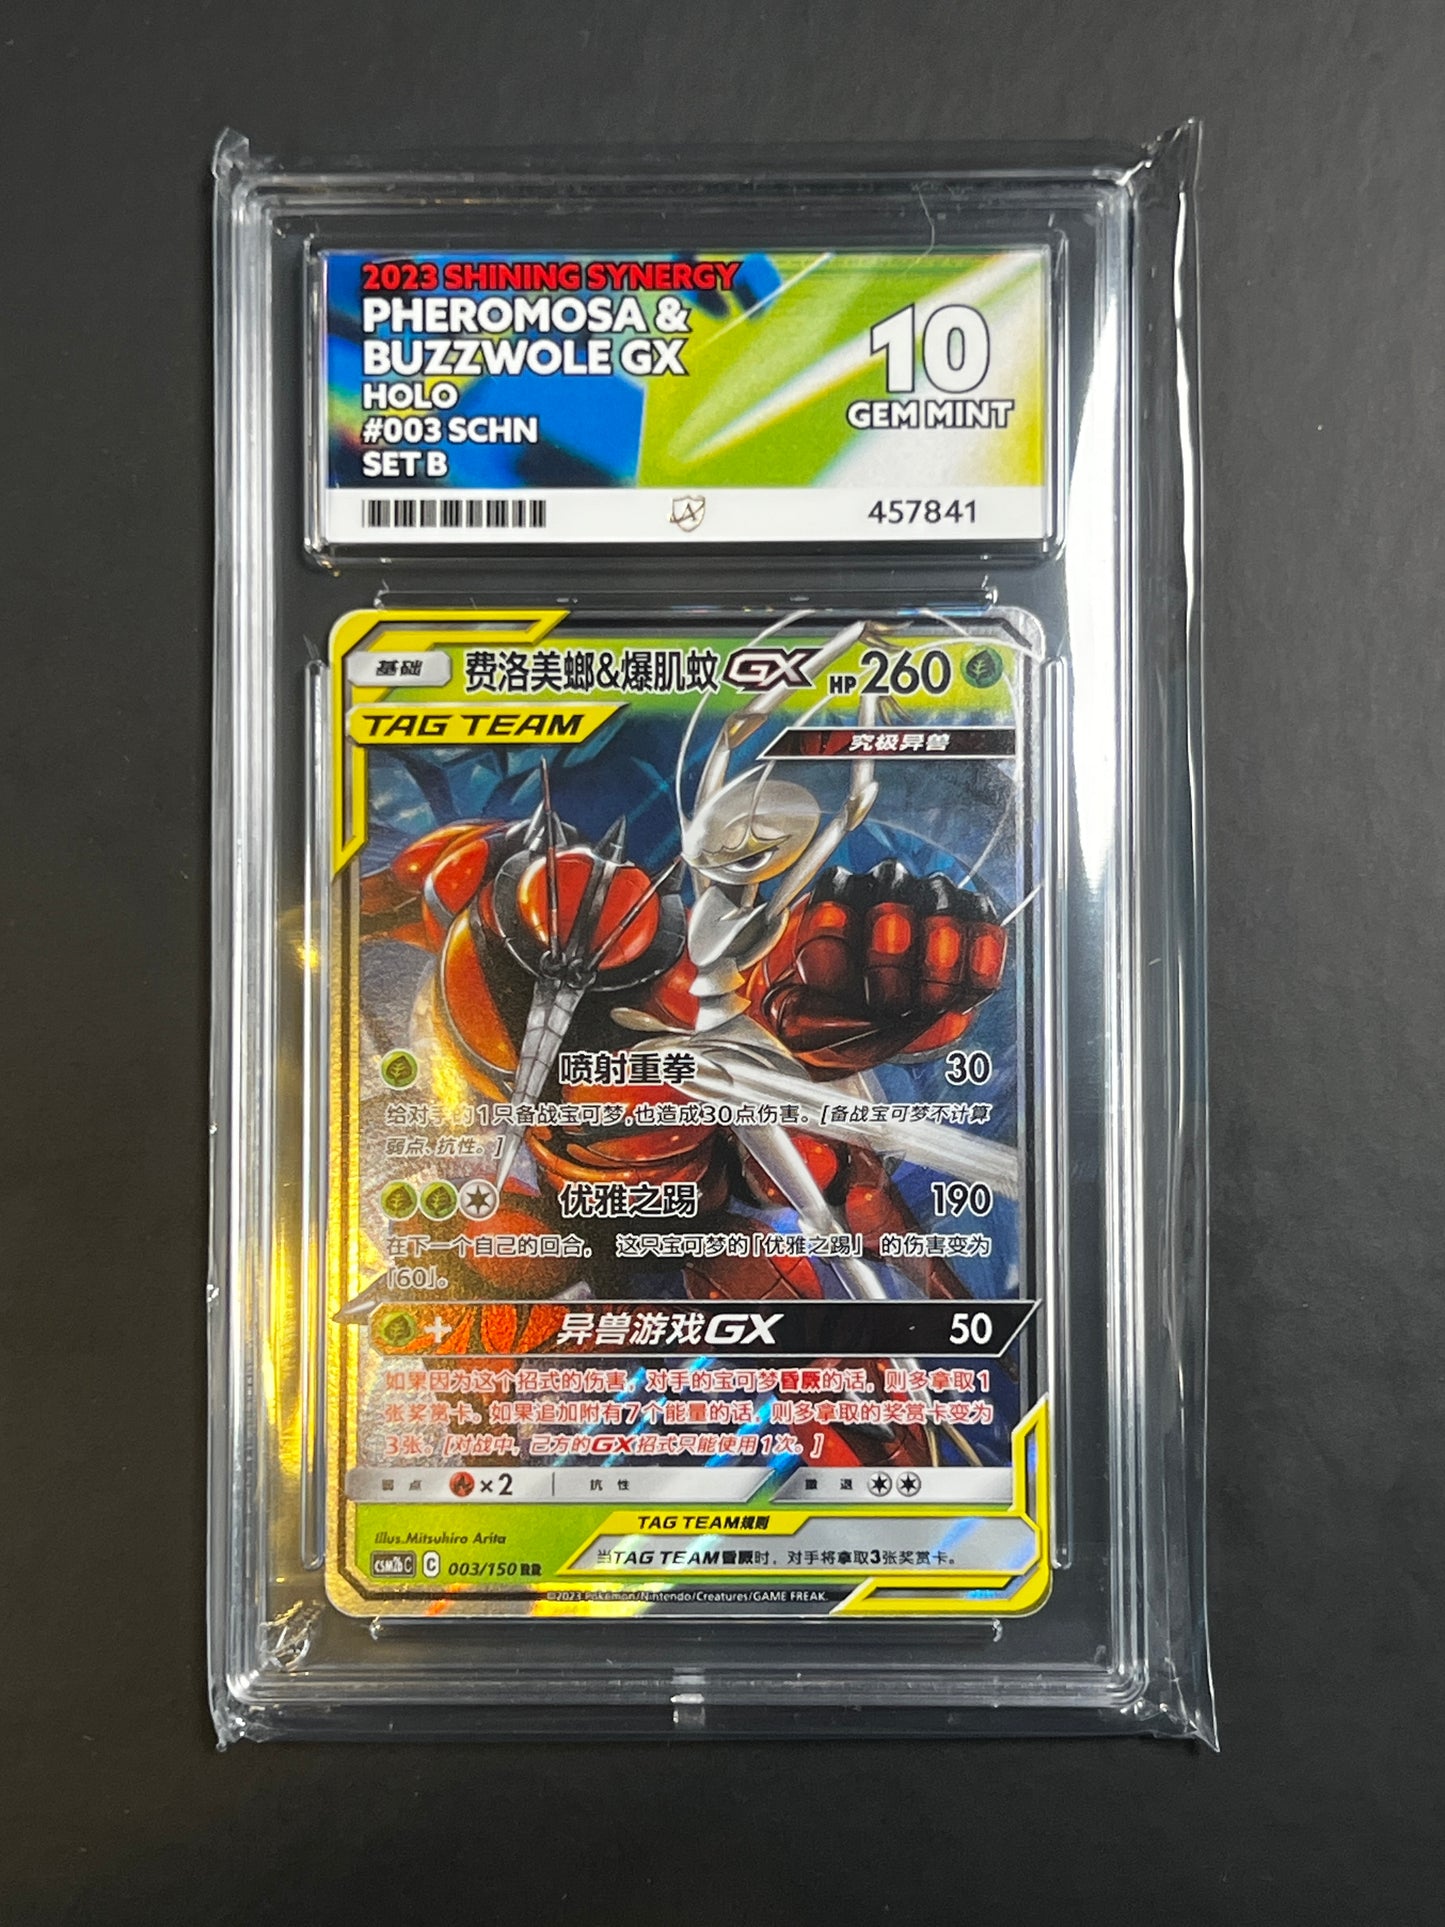 2023 SHINING SYNERGY
PHEROMOSA &
BUZZWOLE GX
HOLO
#003 SCHN
SET B
10
GEM MINT
457841
基础
费洛美螂&爆肌蚊GX HP260
TAG TEAM
究极异兽
喷射重拳 30
给对手的1只备战宝可梦,也造成30点伤害。[备战宝可梦不计算
弱点、抗性。]
优雅之踢 190
在下一个自己的回合， 这只宝可梦的「优雅之踢」 的伤害变为
「60」。
+ 异兽游戏GX 50
如果因为这个招式的伤害，对手的宝可梦昏厥的话，则多拿取1
张奖赏卡。如果追加附有7个能量的话，则多拿取的奖赏卡变为
3张。[对战中，己方的GX招式只能使用1次。]
弱点 ×2 抗性 撤退
TAG TEAM规则
当TAG TEAM昏厥时，对手将拿取3张奖赏卡。
Illus.Mitsuhiro Arita
CSM2b C C 003/150 RR
©2023 Pokémon/Nintendo/Creatures/GAME FREAK.